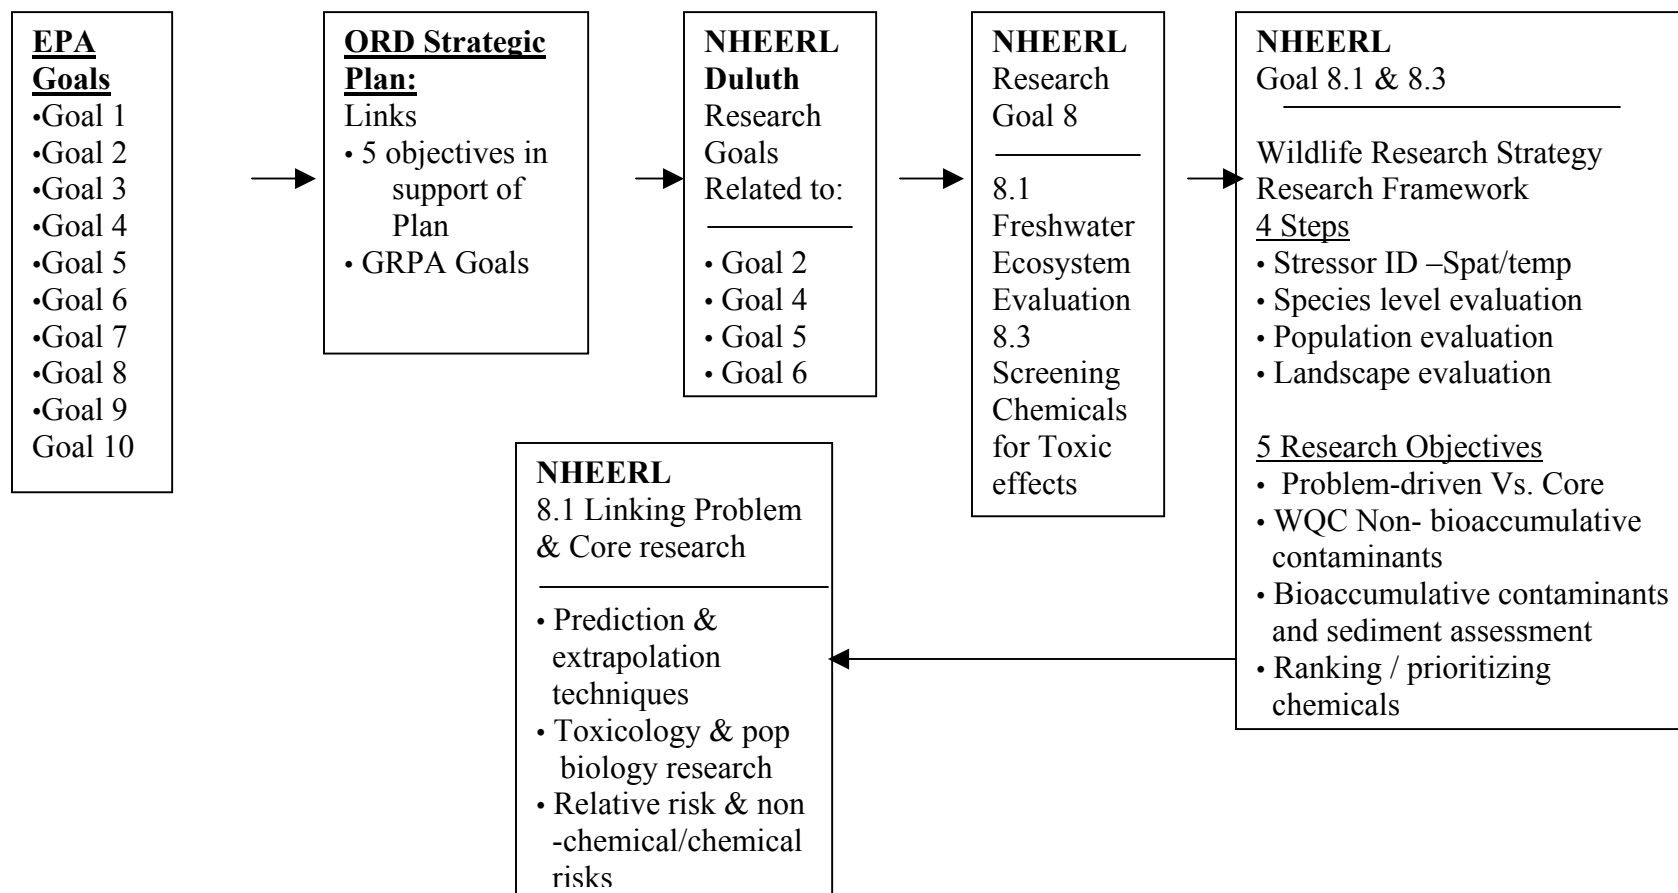 EPA
Goals
•Goal 1
•Goal 2
•Goal 3
•Goal 4
•Goal 5
•Goal 6
•Goal 7
•Goal 8
•Goal 9
Goal 10
ORD Strategic
Plan:
Links
• 5 objectives in
support of
Plan
• GRPA Goals
NHEERL
Duluth
Research
Goals
Related to:
• Goal 2
• Goal 4
• Goal 5
• Goal 6
NHEERL
Research
Goal 8
8.1
Freshwater
Ecosystem
Evaluation
8.3
Screening
Chemicals
for Toxic
effects
NHEERL
Goal 8.1 & 8.3
Wildlife Research Strategy
Research Framework
4 Steps
• Stressor ID –Spat/temp
• Species level evaluation
• Population evaluation
• Landscape evaluation
5 Research Objectives
• Problem-driven Vs. Core
• WQC Non- bioaccumulative
contaminants
• Bioaccumulative contaminants
and sediment assessment
• Ranking / prioritizing
chemicals
NHEERL
8.1 Linking Problem
& Core research
• Prediction &
extrapolation
techniques
• Toxicology & pop
biology research
• Relative risk & non
-chemical/chemical
risks